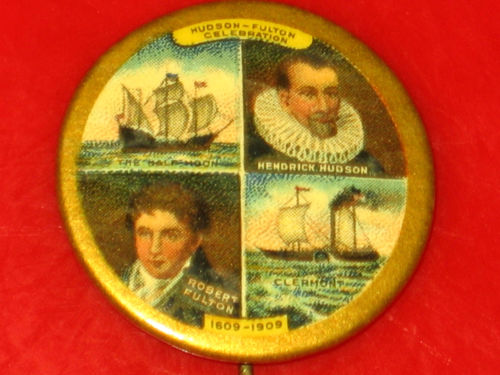 HUDSON-FULTON
CELEBRATION
THE HALF MOON
HENDRICK HUDSON
ROBERT
FULTON
CLERMONT
1609-1909